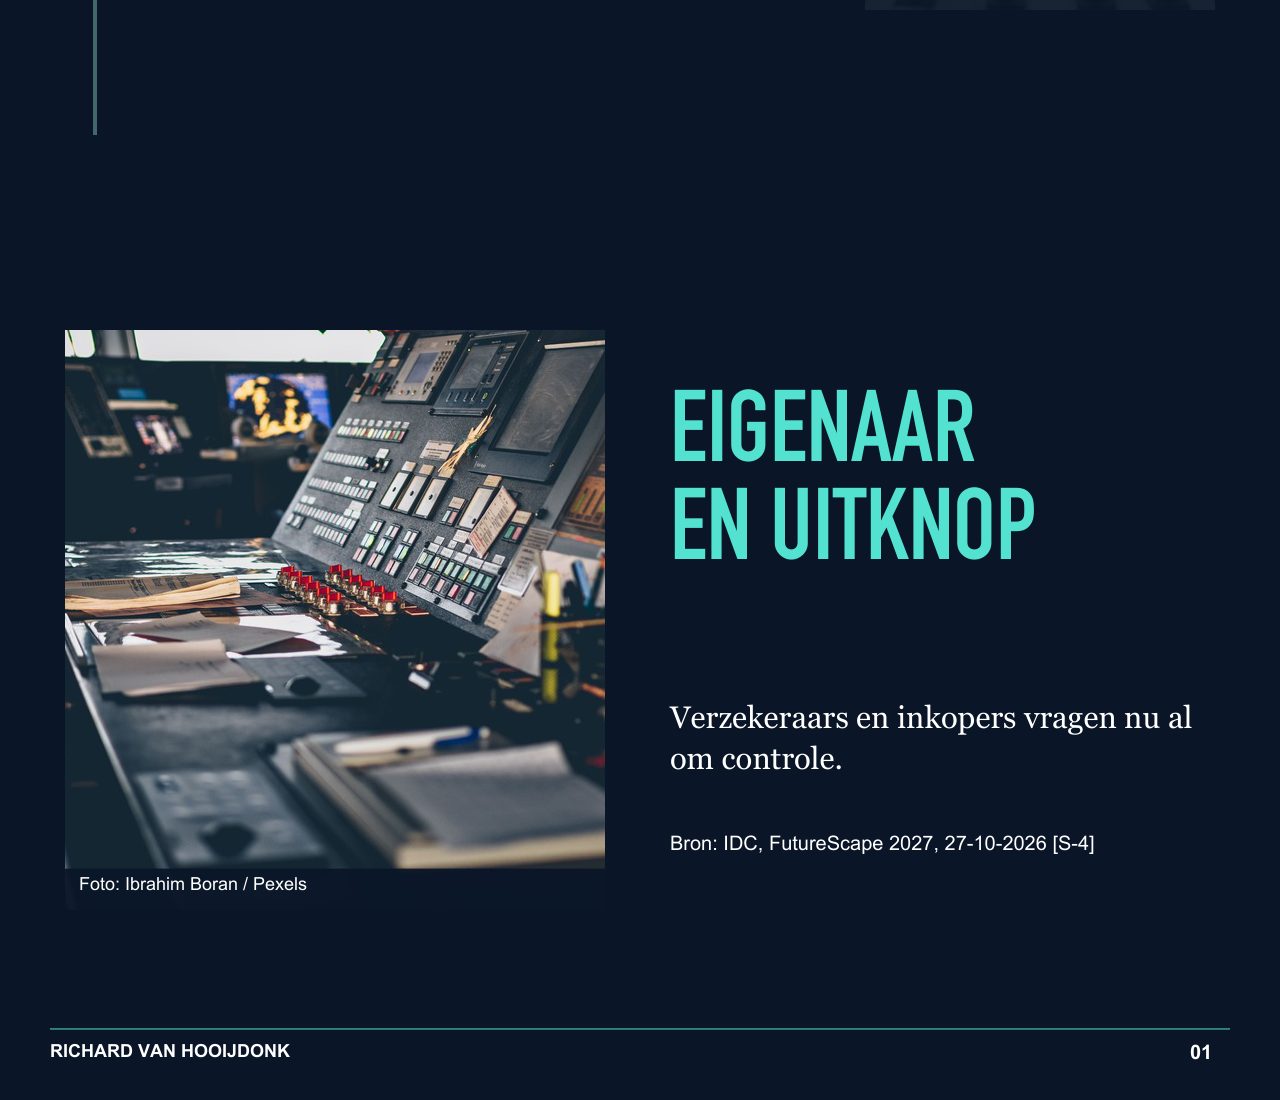 EIGENAAR
EN UITKNOP
Verzekeraars en inkopers vragen nu al
om controle.
Bron: IDC, FutureScape 2027, 27-10-2026 [S-4]
Foto: Ibrahim Boran / Pexels
RICHARD VAN HOOIJDONK
01